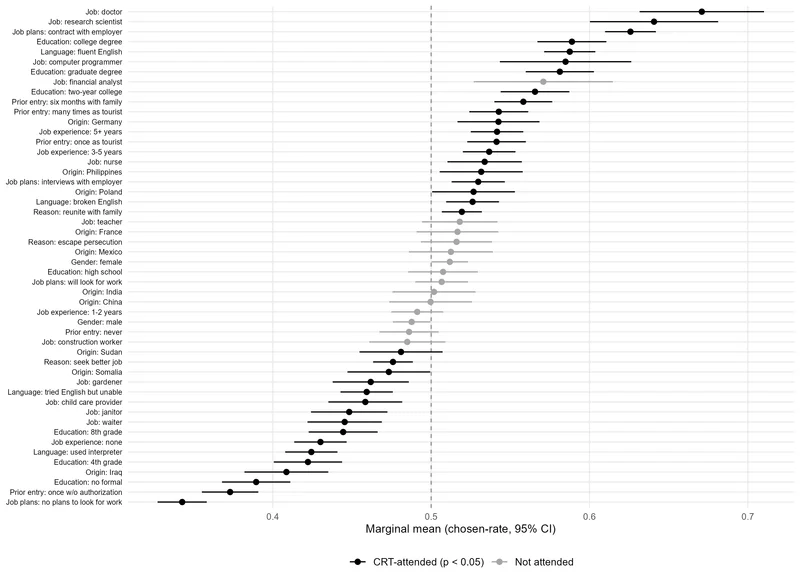 Job: doctor
Job: research scientist
Job plans: contract with employer
Education: college degree
Language: fluent English
Job: computer programmer
Education: graduate degree
Job: financial analyst
Education: two-year college
Prior entry: six months with family
Prior entry: many times as tourist
Origin: Germany
Job experience: 5+ years
Prior entry: once as tourist
Job experience: 3-5 years
Job: nurse
Origin: Philippines
Job plans: interviews with employer
Origin: Poland
Language: broken English
Reason: reunite with family
Job: teacher
Origin: France
Reason: escape persecution
Origin: Mexico
Gender: female
Education: high school
Job plans: will look for work
Origin: India
Origin: China
Job experience: 1-2 years
Gender: male
Prior entry: never
Job: construction worker
Origin: Sudan
Reason: seek better job
Origin: Somalia
Job: gardener
Language: tried English but unable
Job: child care provider
Job: janitor
Job: waiter
Education: 8th grade
Job experience: none
Language: used interpreter
Education: 4th grade
Origin: Iraq
Education: no formal
Prior entry: once w/o authorization
Job plans: no plans to look for work
0.4 0.5 0.6 0.7
Marginal mean (chosen-rate, 95% CI)
CRT-attended (p < 0.05) Not attended